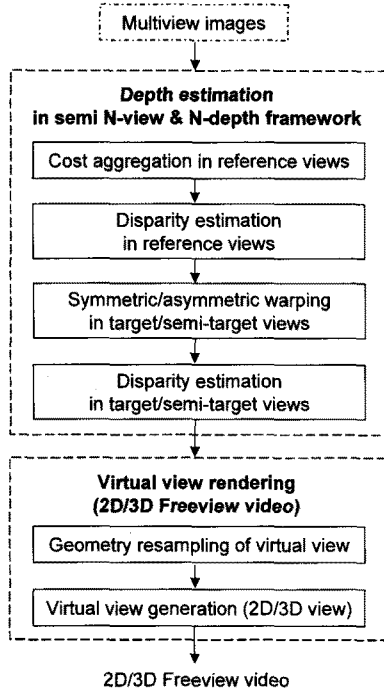 Multiview images
Depth estimation
in semi N-view & N-depth framework
Cost aggregation in reference views
Disparity estimation
in reference views
Symmetric/asymmetric warping
in target/semi-target views
Disparity estimation
in target/semi-target views
Virtual view rendering
(2D/3D Freeview video)
Geometry resampling of virtual view
Virtual view generation (2D/3D view)
2D/3D Freeview video